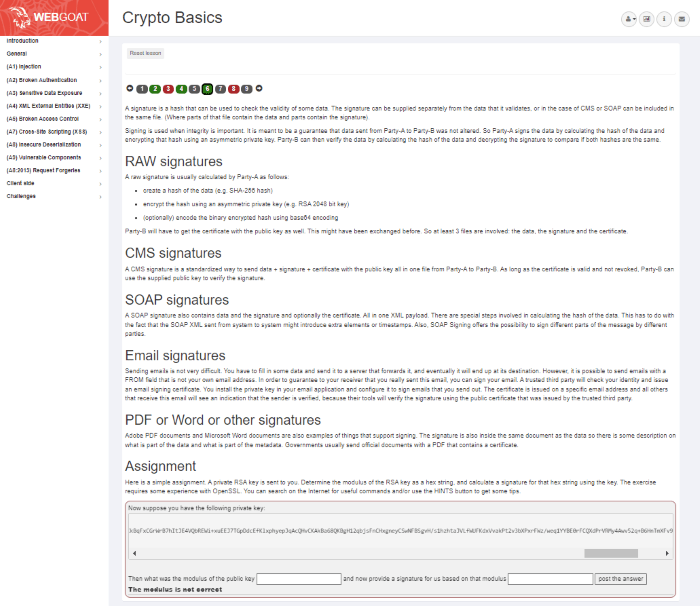 WEBGOAT
Crypto Basics
Introduction
General
(A1) Injection
(A2) Broken Authentication
(A3) Sensitive Data Exposure
(A4) XML External Entities (XXE)
(A5) Broken Access Control
(A7) Cross-Site Scripting (XSS)
(A8) Insecure Deserialization
(A9) Vulnerable Components
(A8:2013) Request Forgeries
Client side
Challenges
Reset lesson
1 2 3 4 5 6 7 8 9
A signature is a hash that can be used to check the validity of some data. The signature can be supplied separately from the data that it validates, or in the case of CMS or SOAP can be included in
the same file. (Where parts of that file contain the data and parts contain the signature).
Signing is used when integrity is important. It is meant to be a guarantee that data sent from Party-A to Party-B was not altered. So Party-A signs the data by calculating the hash of the data and
encrypting that hash using an asymmetric private key. Party-B can then verify the data by calculating the hash of the data and decrypting the signature to compare if both hashes are the same.
RAW signatures
A raw signature is usually calculated by Party-A as follows:
create a hash of the data (e.g. SHA-256 hash)
encrypt the hash using an asymmetric private key (e.g. RSA 2048 bit key)
(optionally) encode the binary encrypted hash using base64 encoding
Party-B will have to get the certificate with the public key as well. This might have been exchanged before. So at least 3 files are involved: the data, the signature and the certificate.
CMS signatures
A CMS signature is a standardized way to send data + signature + certificate with the public key all in one file from Party-A to Party-B. As long as the certificate is valid and not revoked, Party-B can
use the supplied public key to verify the signature.
SOAP signatures
A SOAP signature also contains data and the signature and optionally the certificate. All in one XML payload. There are special steps involved in calculating the hash of the data. This has to do with
the fact that the SOAP XML sent from system to system might introduce extra elements or timestamps. Also, SOAP Signing offers the possibility to sign different parts of the message by different
parties.
Email signatures
Sending emails is not very difficult. You have to fill in some data and send it to a server that forwards it, and eventually it will end up at its destination. However, it is possible to send emails with a
FROM field that is not your own email address. In order to guarantee to your receiver that you really sent this email, you can sign your email. A trusted third party will check your identity and issue
an email signing certificate. You install the private key in your email application and configure it to sign emails that you send out. The certificate is issued on a specific email address and all others
that receive this email will see an indication that the sender is verified, because their tools will verify the signature using the public certificate that was issued by the trusted third party.
PDF or Word or other signatures
Adobe PDF documents and Microsoft Word documents are also examples of things that support signing. The signature is also inside the same document as the data so there is some description on
what is part of the data and what is part of the metadata. Governments usually send official documents with a PDF that contains a certificate.
Assignment
Here is a simple assignment. A private RSA key is sent to you. Determine the modulus of the RSA key as a hex string, and calculate a signature for that hex string using the key. The exercise
requires some experience with OpenSSL. You can search on the Internet for useful commands and/or use the HINTS button to get some tips.
Now suppose you have the following private key:
Then what was the modulus of the public key and now provide a signature for us based on that modulus post the answer
The modulus is not correct